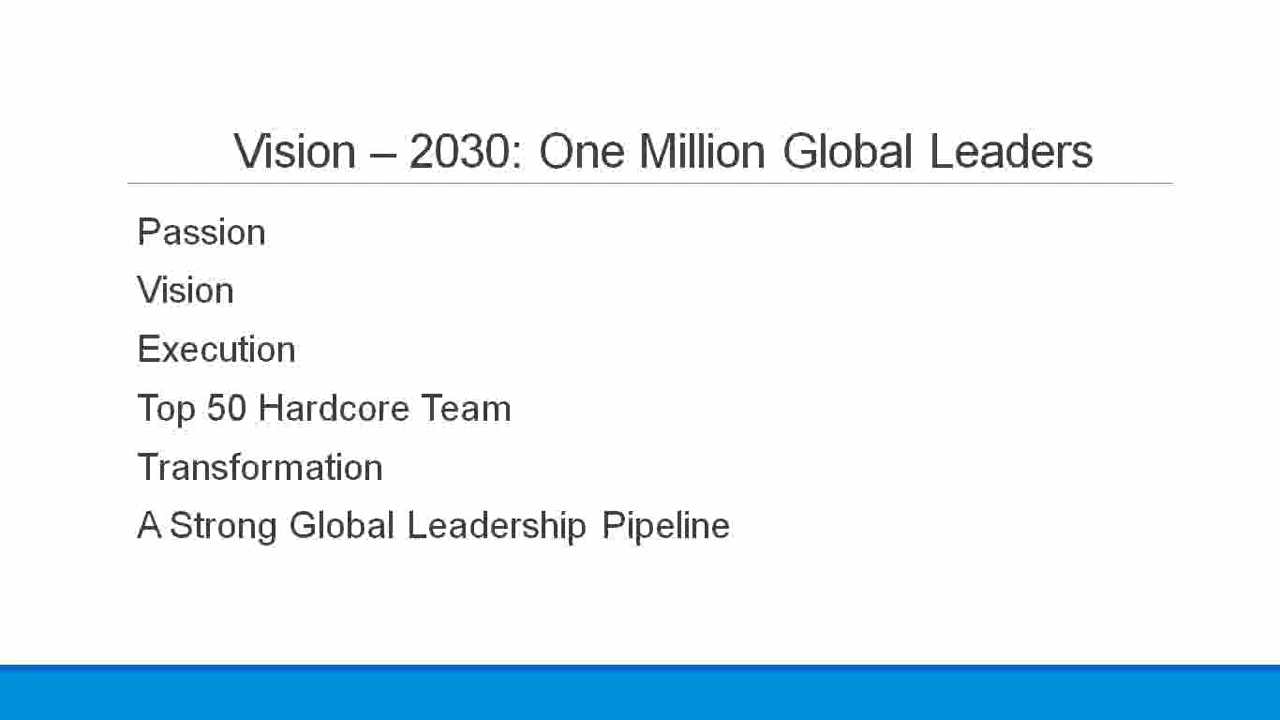 Vision – 2030: One Million Global Leaders
Passion
Vision
Execution
Top 50 Hardcore Team
Transformation
A Strong Global Leadership Pipeline